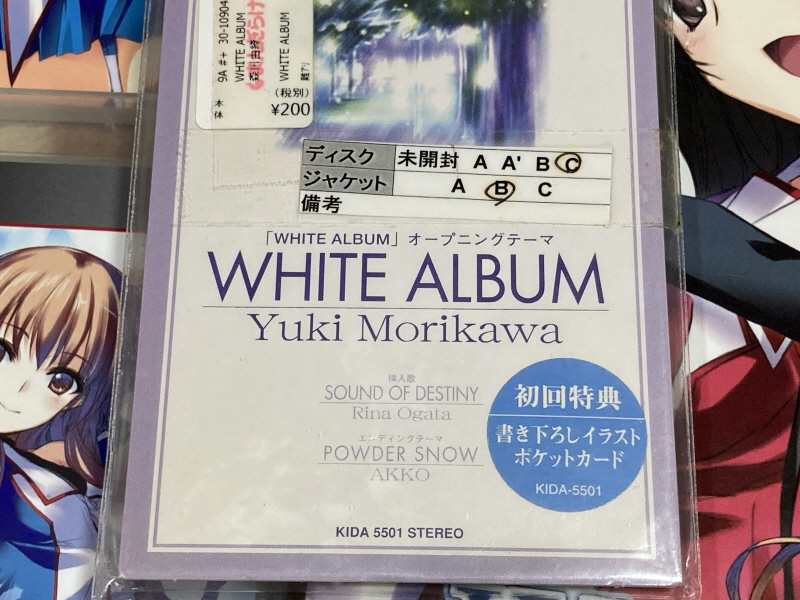 9A #+ 30-10904
WHITE ALBUM
森川由綺
WHITE ALBUM
本体
(税別)
¥200
ディスク 未開封 A A' B C
ジャケット A B C
備考
「WHITE ALBUM」オープニングテーマ
WHITE ALBUM
Yuki Morikawa
挿入歌
SOUND OF DESTINY
Rina Ogata
エンディングテーマ
POWDER SNOW
AKKO
初回特典
書き下ろしイラスト
ポケットカード
KIDA-5501
KIDA 5501 STEREO